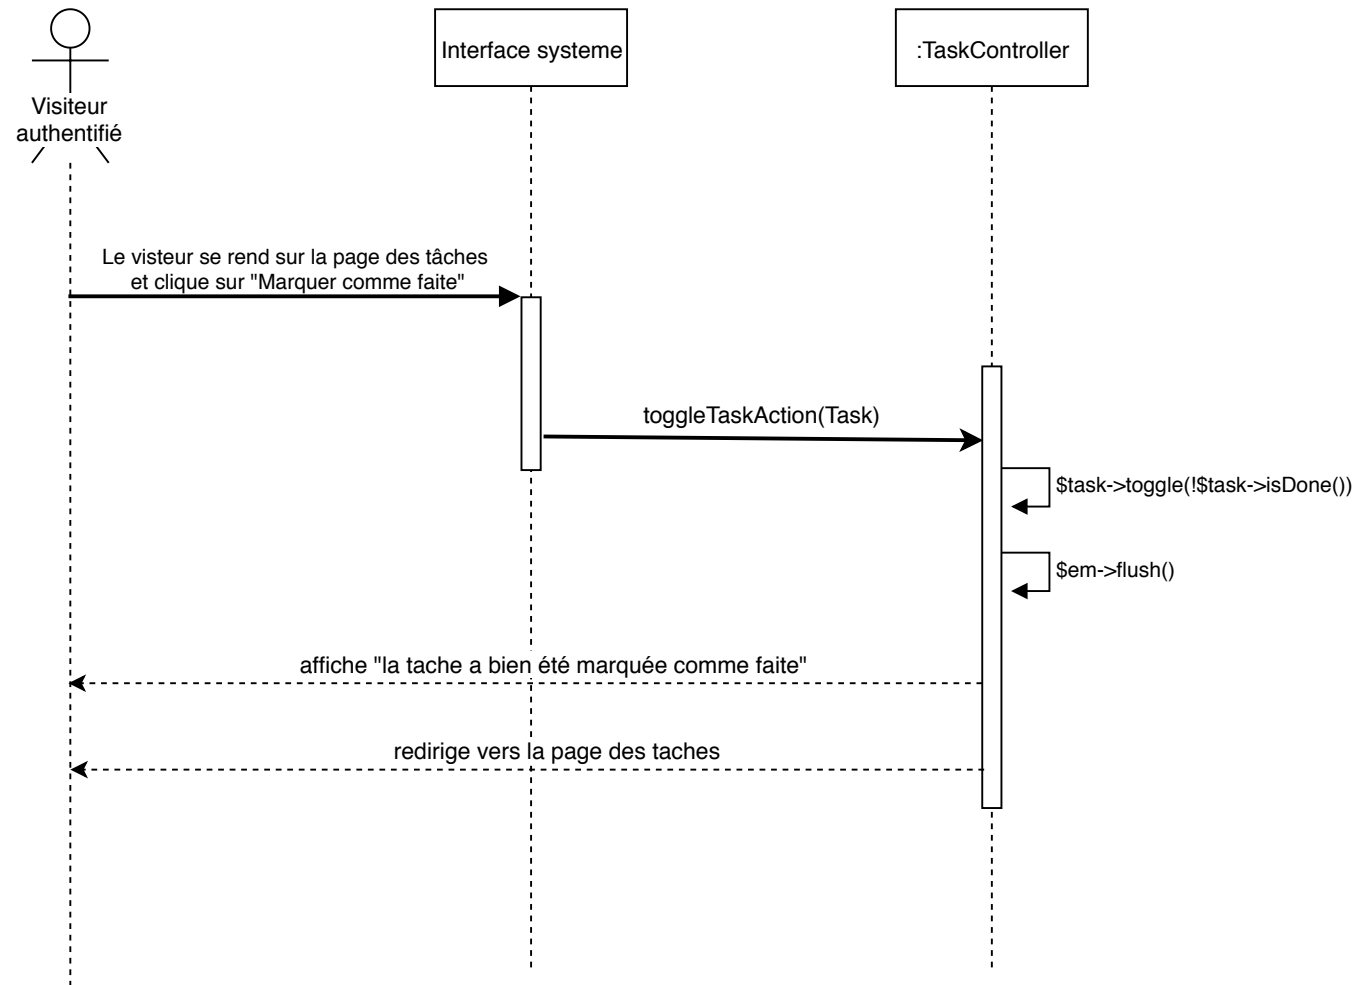 Visiteur
authentifié
Interface systeme
:TaskController
Le visteur se rend sur la page des tâches
et clique sur "Marquer comme faite"
toggleTaskAction(Task)
$task->toggle(!$task->isDone())
$em->flush()
affiche "la tache a bien été marquée comme faite"
redirige vers la page des taches